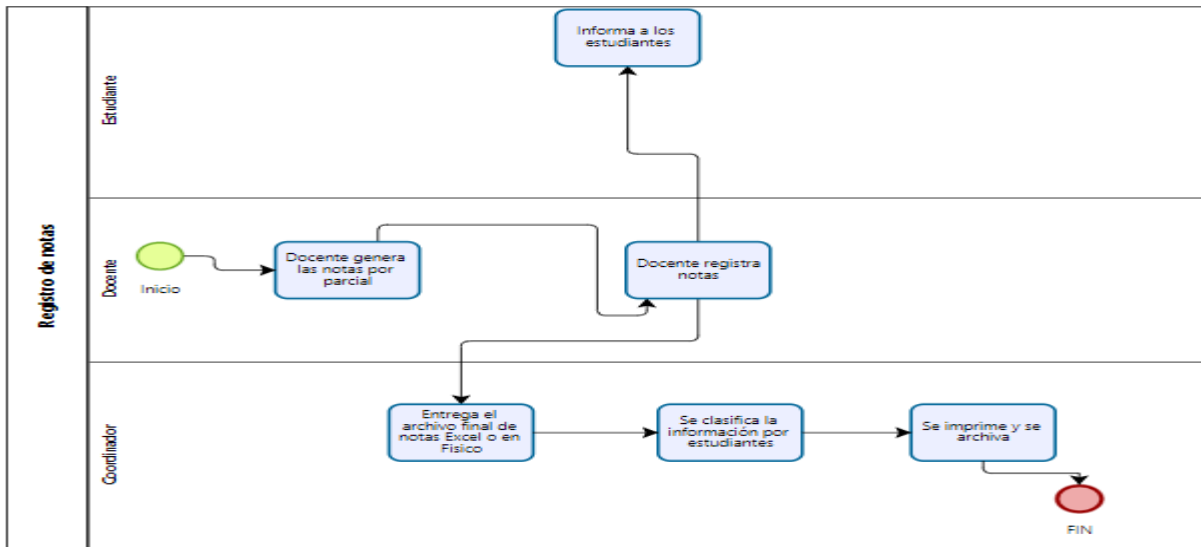 Registro de notas
Estudiante
Informa a los
estudiantes
Docente
Inicio
Docente genera
las notas por
parcial
Docente registra
notas
Coordinador
Entrega el
archivo final de
notas Excel o en
Fisico
Se clasifica la
información por
estudiantes
Se imprime y se
archiva
FIN